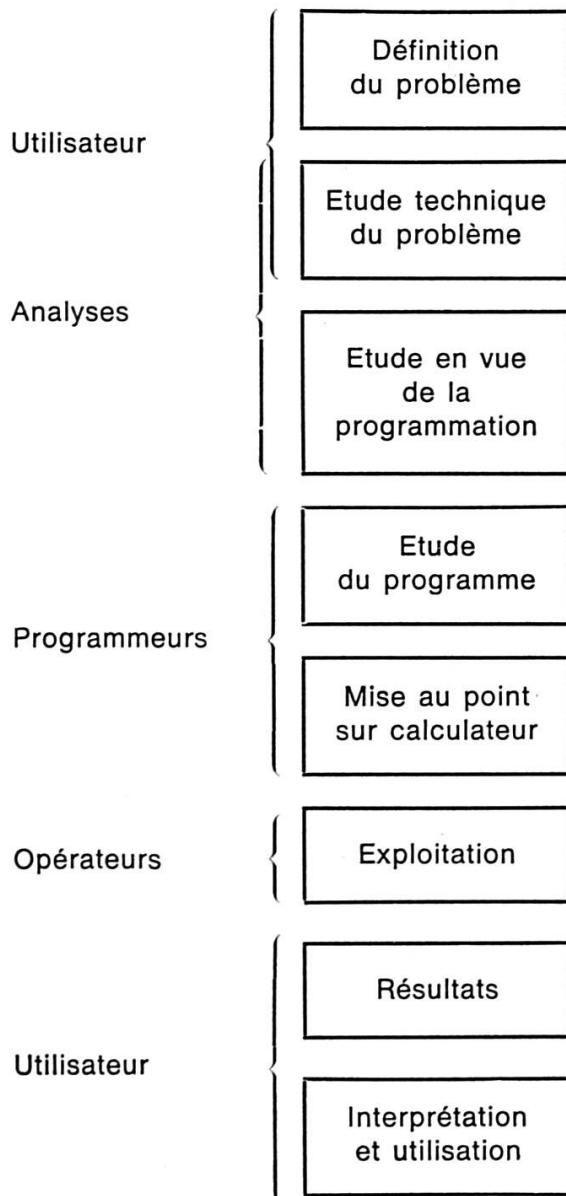 Définition
du problème
Utilisateur
Etude technique
du problème
Analyses
Etude en vue
de la
programmation
Etude
du programme
Programmeurs
Mise au point
sur calculateur
Opérateurs
Exploitation
Résultats
Utilisateur
Interprétation
et utilisation